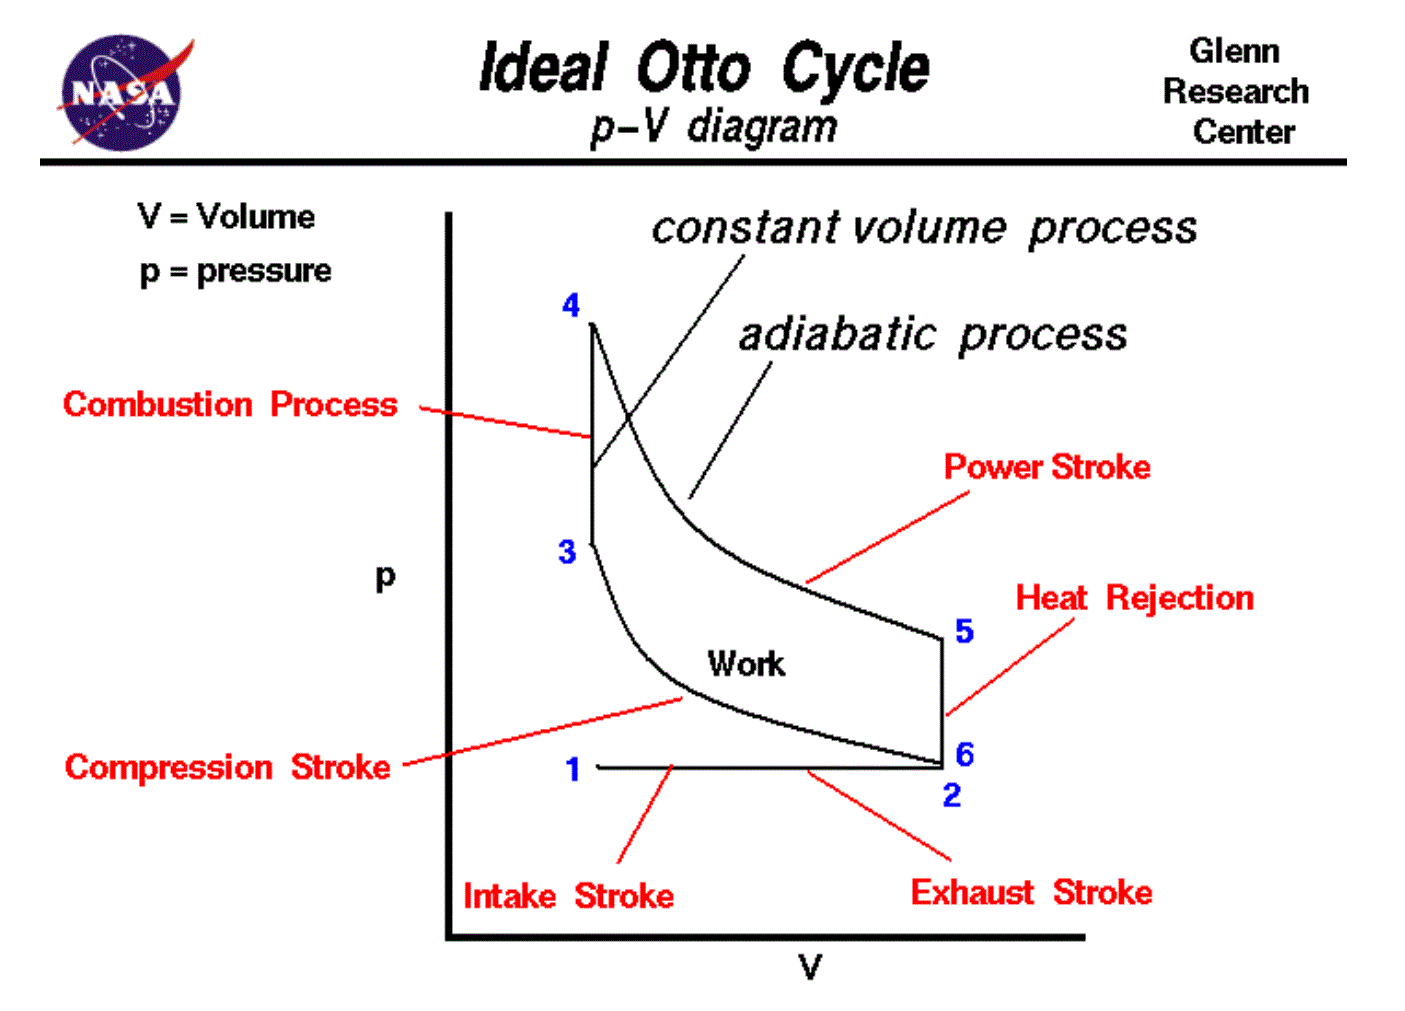 NASA
Ideal Otto Cycle
p-V diagram
Glenn
Research
Center
V = Volume
p = pressure
constant volume process
adiabatic process
4
Combustion Process
Power Stroke
3
p
Heat Rejection
5
Work
Compression Stroke
1
6
2
Intake Stroke
Exhaust Stroke
V